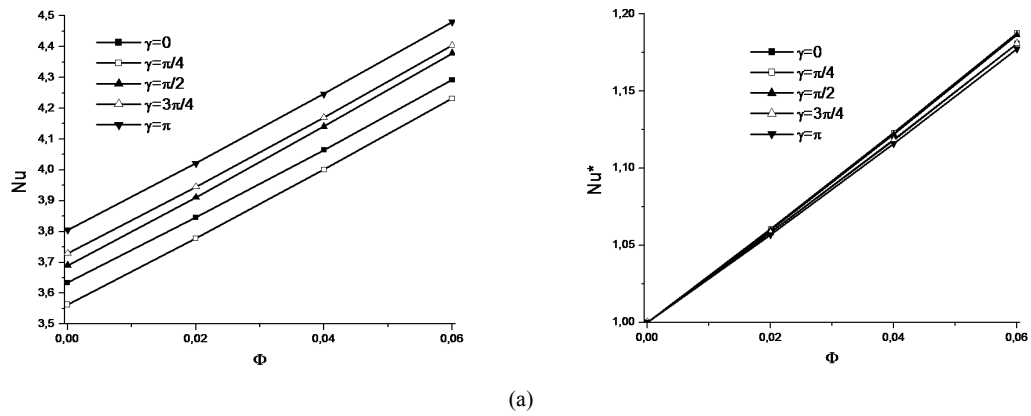 4,5
4,4
4,3
4,2
4,1
4,0
3,9
3,8
3,7
3,6
3,5
Nu
γ=0
γ=π/4
γ=π/2
γ=3π/4
γ=π
0,00 0,02 0,04 0,06
Φ
1,20
1,15
1,10
1,05
1,00
Nu*
γ=0
γ=π/4
γ=π/2
γ=3π/4
γ=π
0,00 0,02 0,04 0,06
Φ
(a)